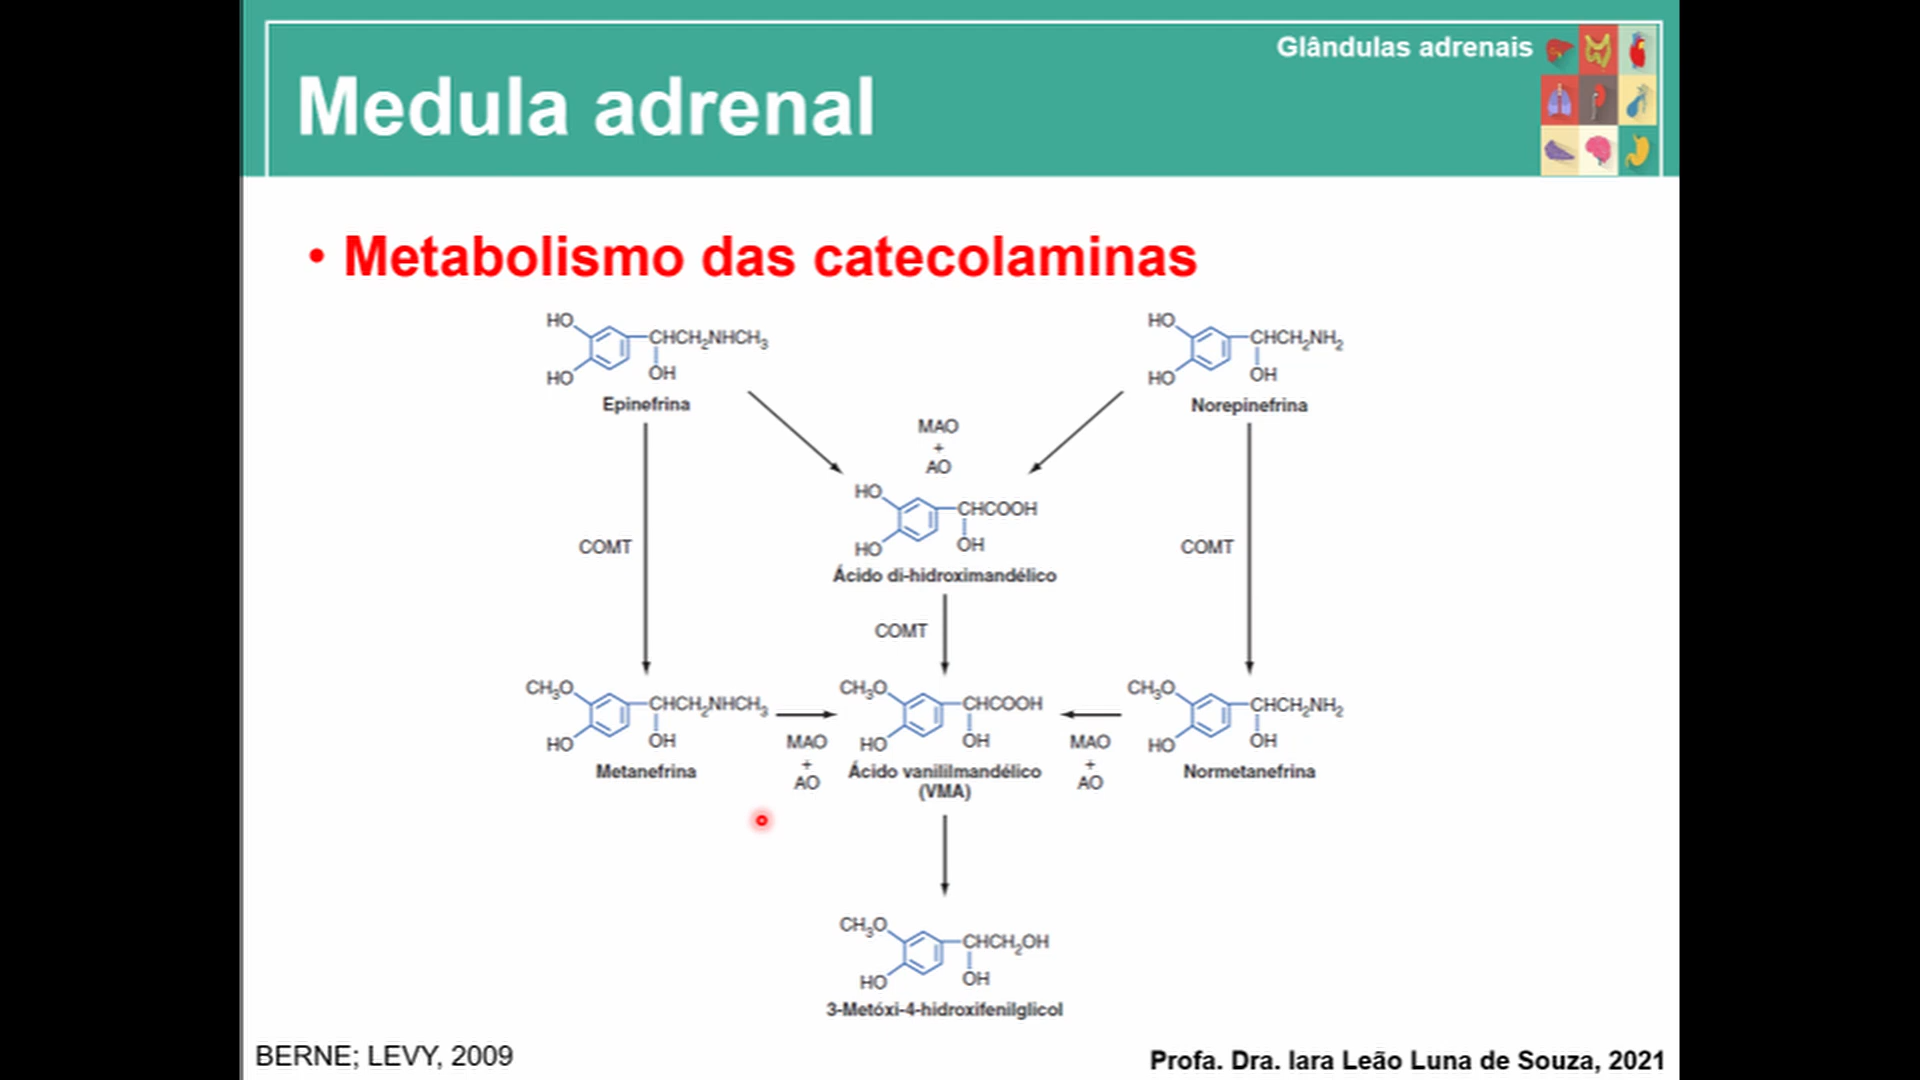 Glândulas adrenais
Medula adrenal
• Metabolismo das catecolaminas
HO
HO
CHCH2NHCH3
OH
Epinefrina
HO
HO
CHCH2NH2
OH
Norepinefrina
MAO
+
AO
HO
HO
CHCOOH
OH
Ácido di-hidroximandélico
COMT
COMT
COMT
CH3O
HO
CHCH2NHCH3
OH
Metanefrina
MAO
+
AO
CH3O
HO
CHCOOH
OH
Ácido vanililmandélico
(VMA)
MAO
+
AO
CH3O
HO
CHCH2NH2
OH
Normetanefrina
CH3O
HO
CHCH2OH
OH
3-Metóxi-4-hidroxifenilglicol
BERNE; LEVY, 2009
Profa. Dra. Iara Leão Luna de Souza, 2021